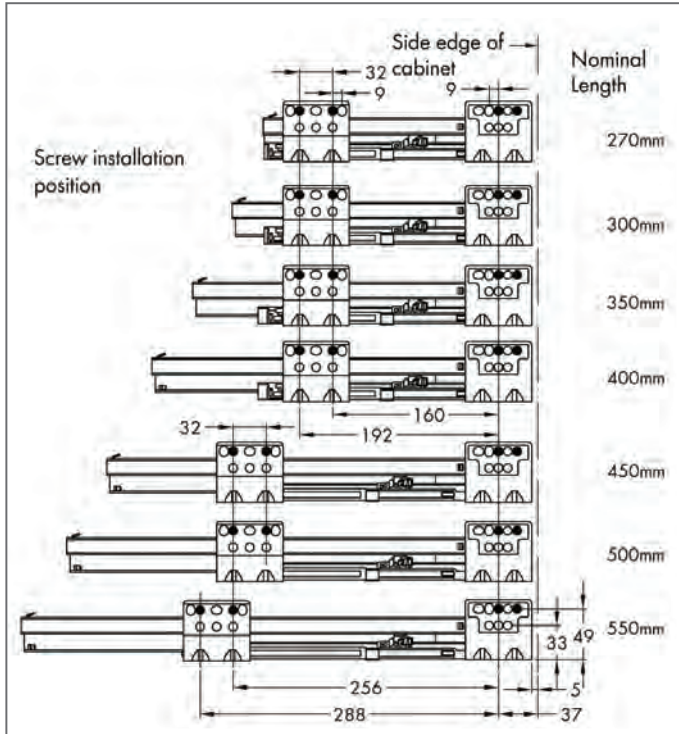 Side edge of
cabinet
Nominal
Length
32
9
9
270mm
Screw installation
position
300mm
350mm
400mm
160
192
32
450mm
500mm
550mm
33
49
256
5
288
37